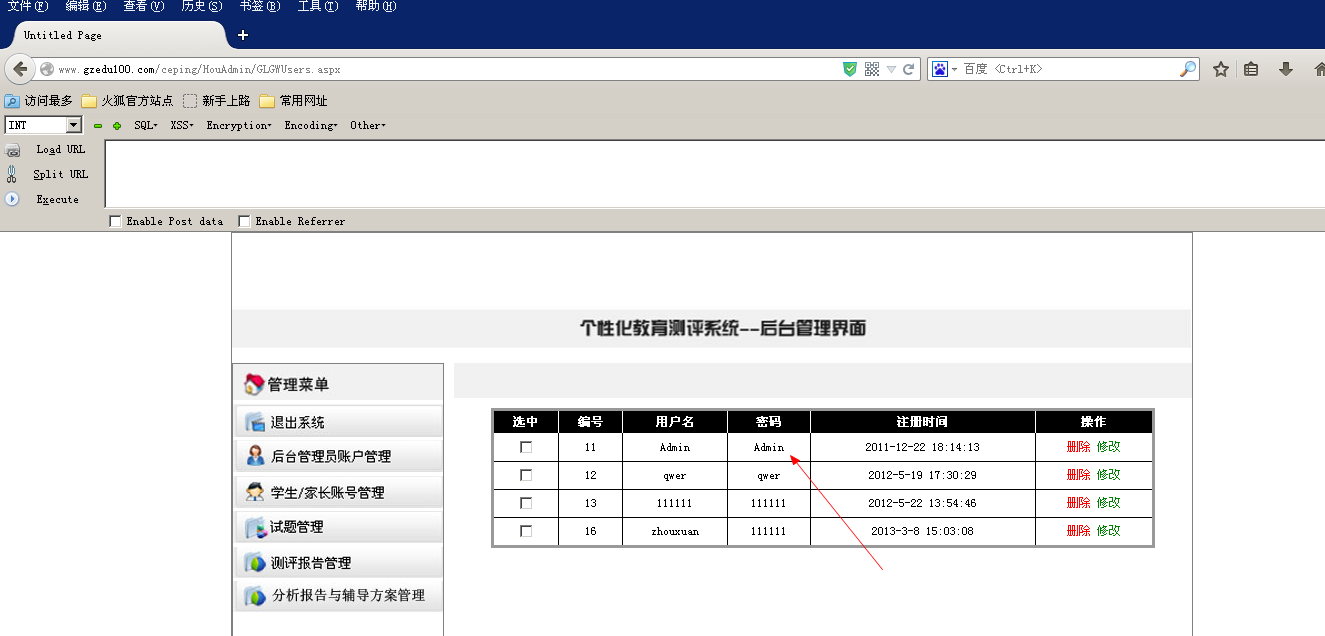 文件(F) 编辑(E) 查看(V) 历史(S) 书签(B) 工具(T) 帮助(H)
Untitled Page
www.gzedu100.com/ceping/HouAdmin/GLGWUsers.aspx
百度 <Ctrl+K>
访问最多 火狐官方站点 新手上路 常用网址
INT SQL XSS Encryption Encoding Other
Load URL
Split URL
Execute
Enable Post data Enable Referrer
个性化教育测评系统--后台管理界面
管理菜单
退出系统
后台管理员账户管理
学生/家长账号管理
试题管理
测评报告管理
分析报告与辅导方案管理
选中 编号 用户名 密码 注册时间 操作
11 Admin Admin 2011-12-22 18:14:13 删除 修改
12 qwer qwer 2012-5-19 17:30:29 删除 修改
13 111111 111111 2012-5-22 13:54:46 删除 修改
16 zhouxuan 111111 2013-3-8 15:03:08 删除 修改